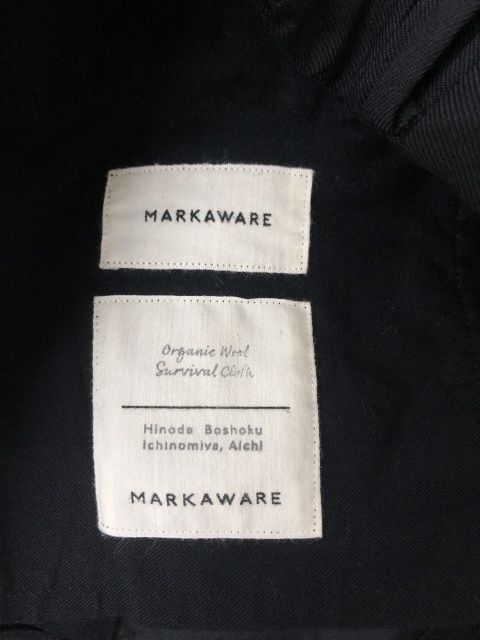 MARKAWARE
Organic Wool
Survival Cloth
Hinode Boshoku
Ichinomiya, Aichi
MARKAWARE